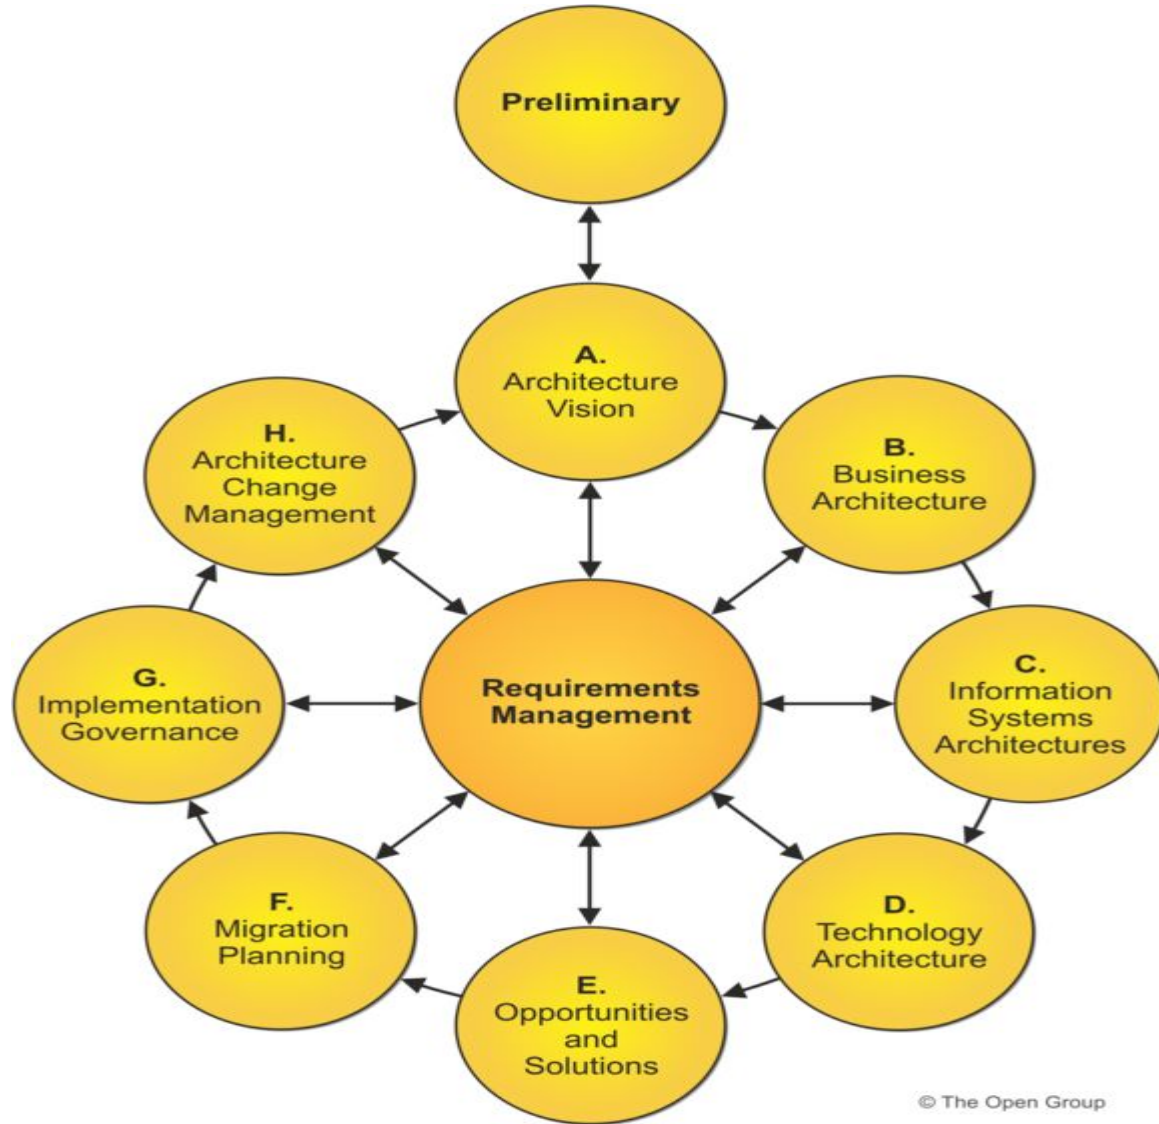 Preliminary
A.
Architecture
Vision
B.
Business
Architecture
C.
Information
Systems
Architectures
D.
Technology
Architecture
E.
Opportunities
and
Solutions
F.
Migration
Planning
G.
Implementation
Governance
H.
Architecture
Change
Management
Requirements
Management
© The Open Group